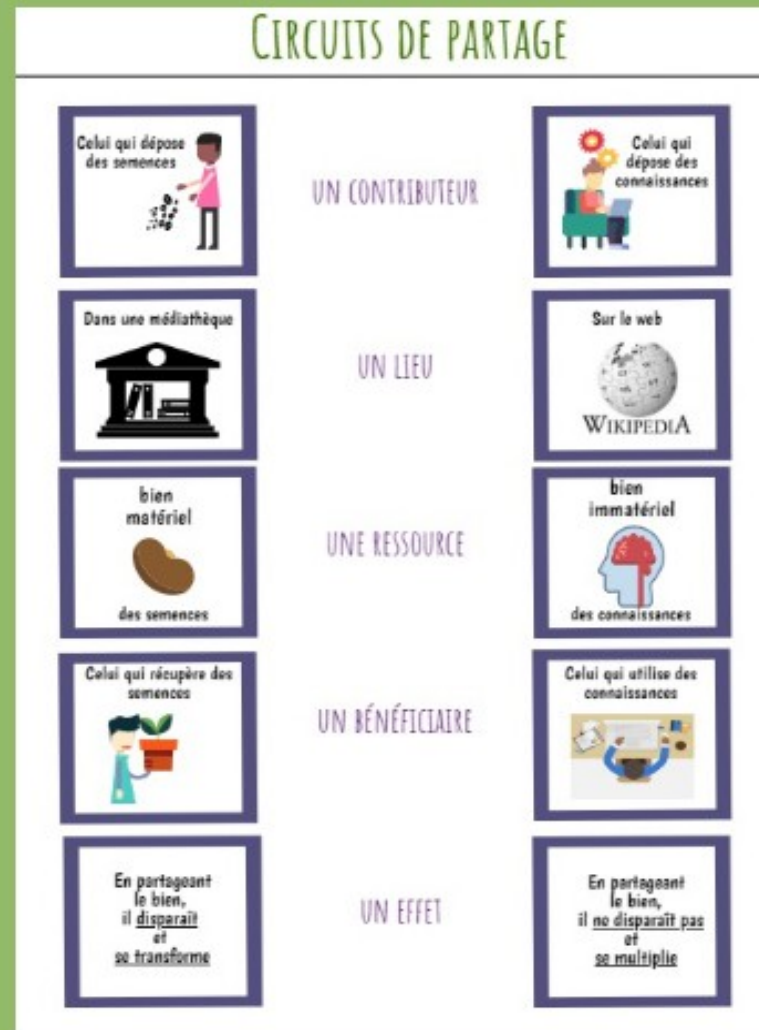 CIRCUITS DE PARTAGE
Celui qui dépose
des semences
UN CONTRIBUTEUR
Celui qui
dépose des
connaissances
Dans une médiathèque
UN LIEU
Sur le web
WIKIPEDIA
bien
matériel
des semences
UNE RESSOURCE
bien
immatériel
des connaissances
Celui qui récupère des
semences
UN BÉNÉFICIAIRE
Celui qui utilise des
connaissances
En partageant
le bien,
il disparaît
et
se transforme
UN EFFET
En partageant
le bien,
il ne disparaît pas
et
se multiplie